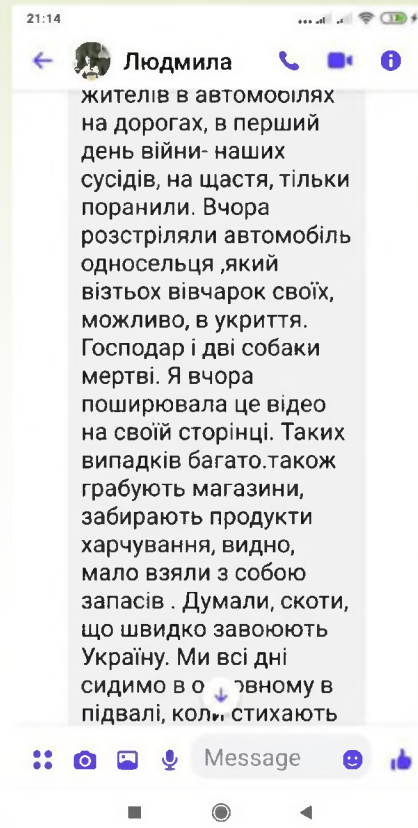 21:14
Людмила
жителів в автомобілях
на дорогах, в перший
день війни- наших
сусідів, на щастя, тільки
поранили. Вчора
розстріляли автомобіль
односельця ,який
візтьох вівчарок своїх,
можливо, в укриття.
Господар і дві собаки
мертві. Я вчора
поширювала це відео
на своїй сторінці. Таких
випадків багато.також
грабують магазини,
забирають продукти
харчування, видно,
мало взяли з собою
запасів . Думали, скоти,
що швидко завоюють
Україну. Ми всі дні
сидимо в в
підвалі, коли стихають
Message